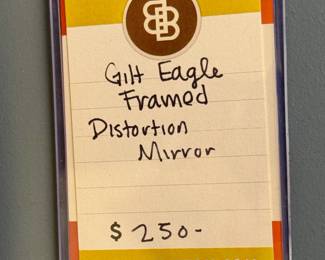 Gilt Eagle
Framed
Distortion
Mirror
$ 250-